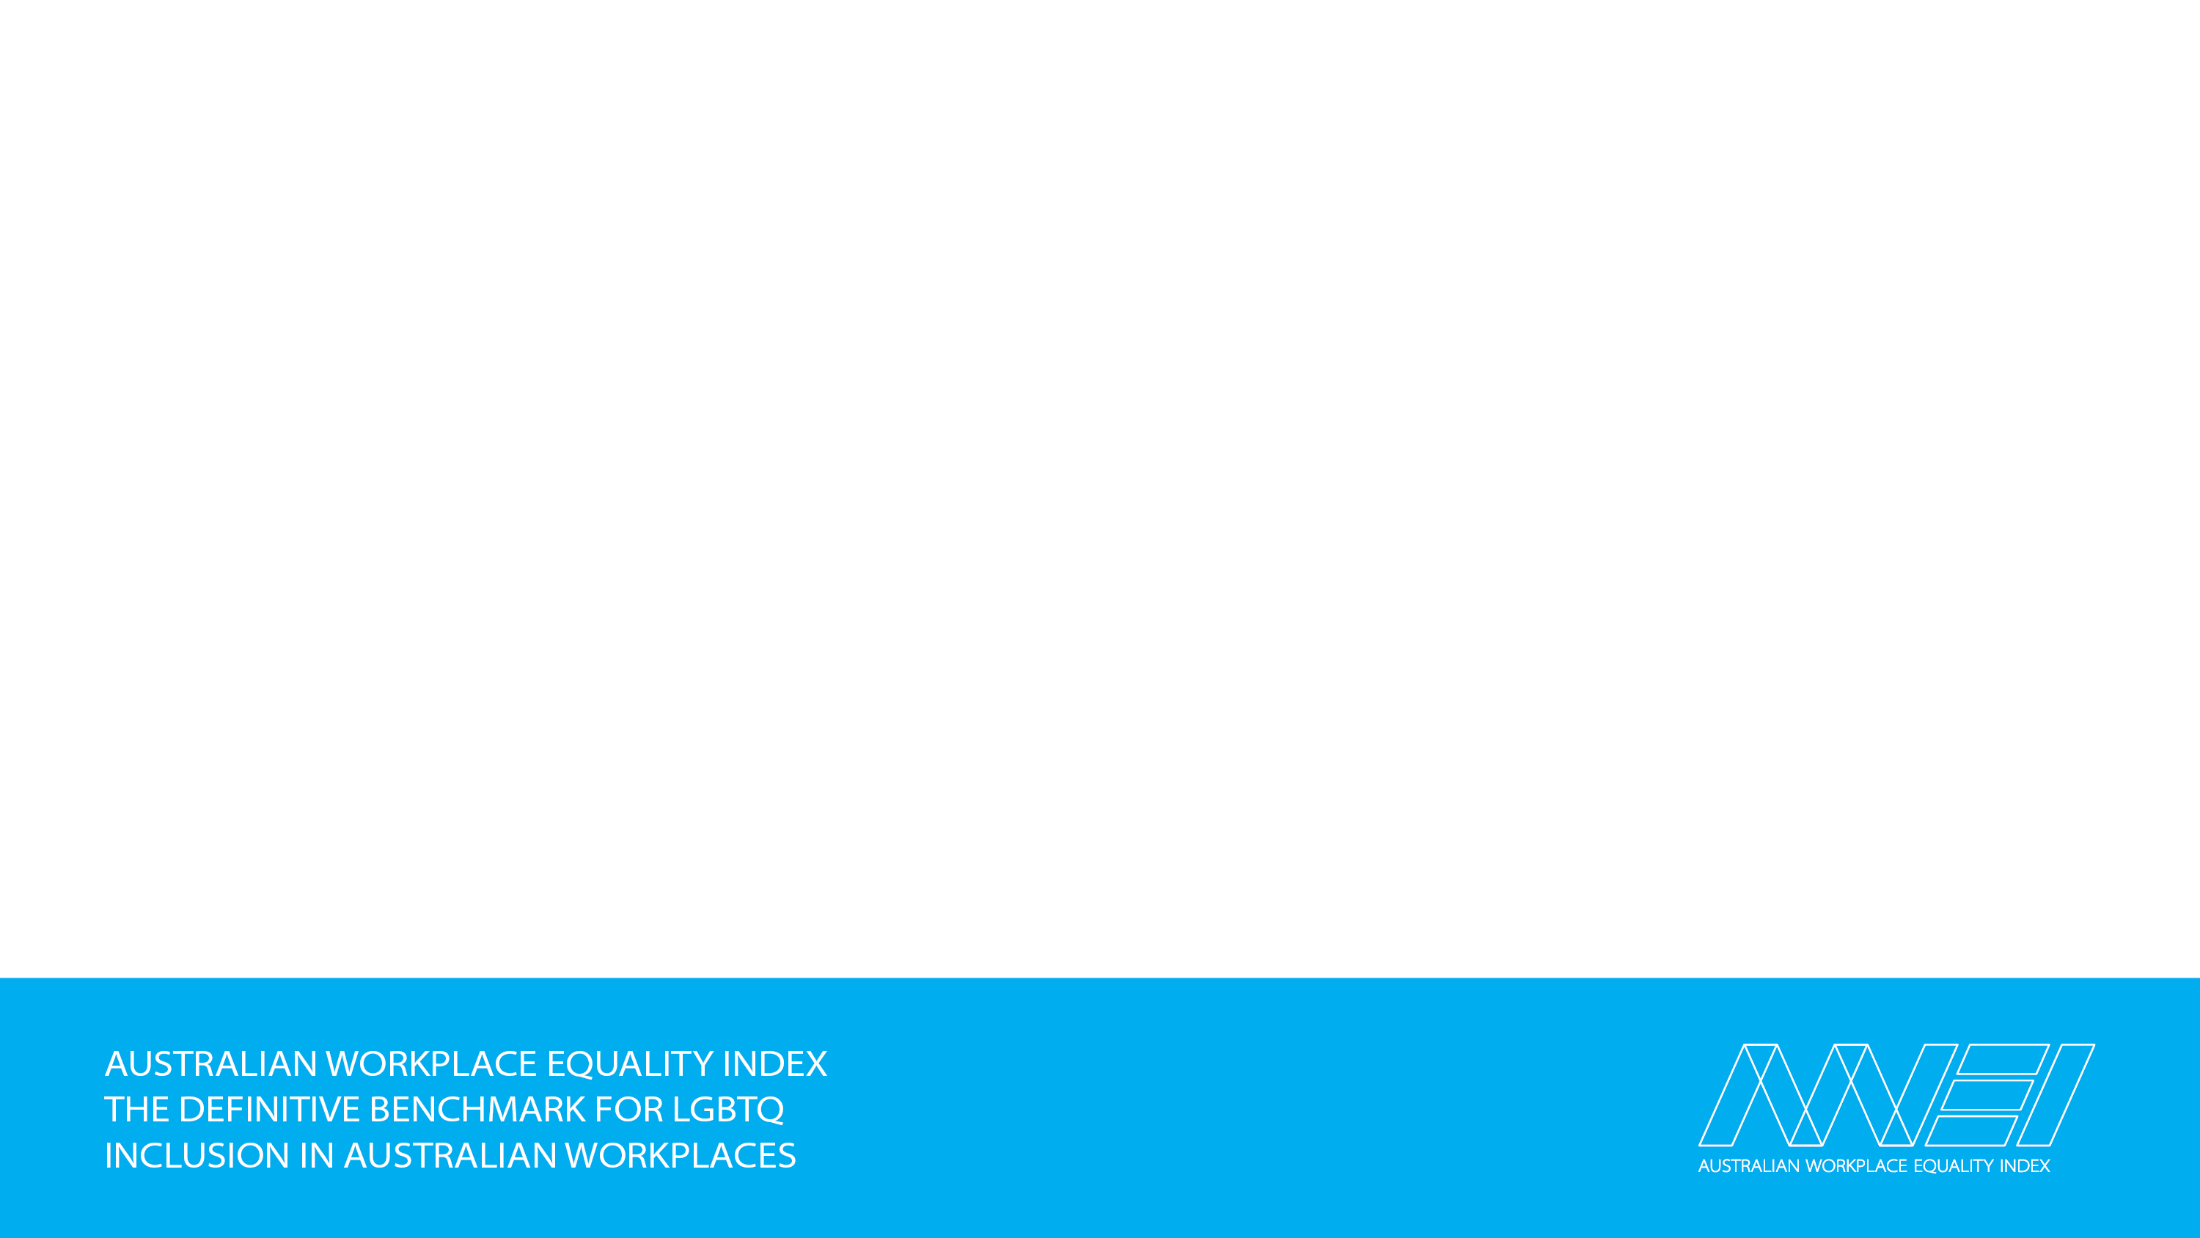 AUSTRALIAN WORKPLACE EQUALITY INDEX
THE DEFINITIVE BENCHMARK FOR LGBTQ
INCLUSION IN AUSTRALIAN WORKPLACES
AWEI
AUSTRALIAN WORKPLACE EQUALITY INDEX